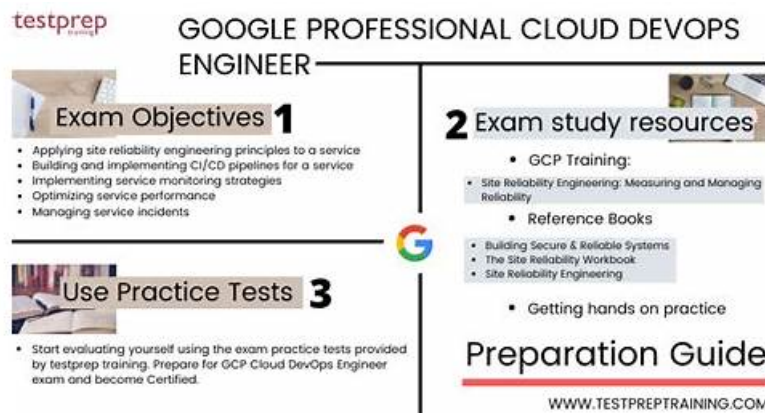 testprep
training
GOOGLE PROFESSIONAL CLOUD DEVOPS
ENGINEER
Exam Objectives 1
• Applying site reliability engineering principles to a service
• Building and implementing CI/CD pipelines for a service
• Implementing service monitoring strategies
• Optimizing service performance
• Managing service incidents
2 Exam study resources
• GCP Training:
• Site Reliability Engineering: Measuring and Managing
Reliability
• Reference Books
• Building Secure & Reliable Systems
• The Site Reliability Workbook
• Site Reliability Engineering
• Getting hands on practice
Use Practice Tests 3
• Start evaluating yourself using the exam practice tests provided
by testprep training. Prepare for GCP Cloud DevOps Engineer
exam and become Certified.
Preparation Guide
WWW.TESTPREPTRAINING.COM